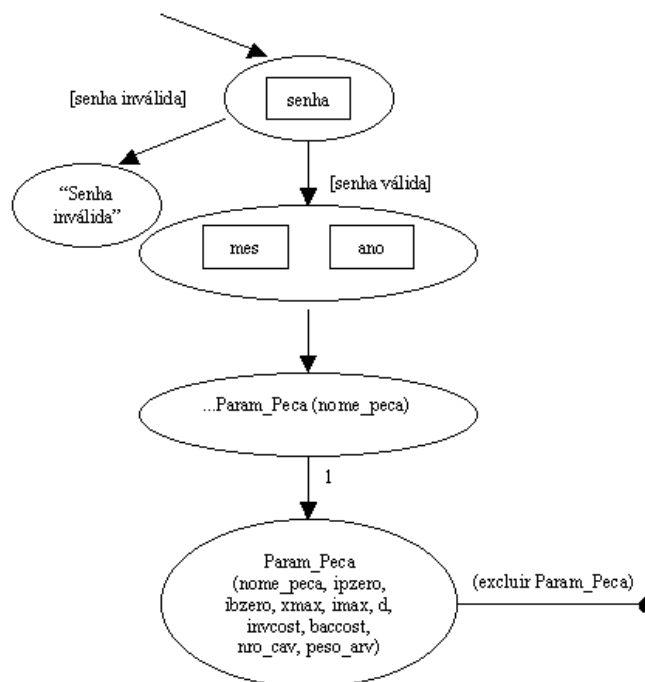 senha
[senha inválida]
“Senha
inválida”
[senha válida]
mes
ano
...Param_Peca (nome_peca)
1
Param_Peca
(nome_peca, ipzero,
ibzero, xmax, imax, d,
invcost, baccost,
nro_cav, peso_arv)
(excluir Param_Peca)